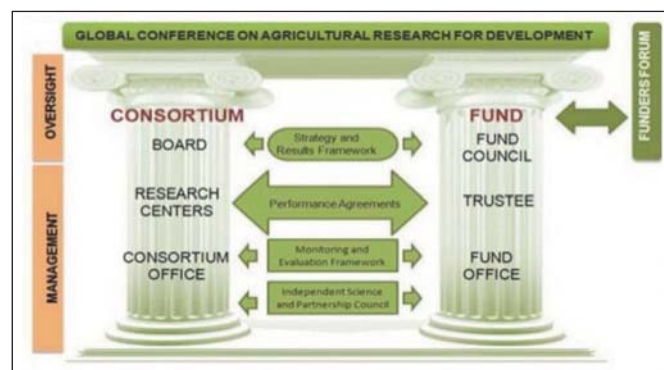 GLOBAL CONFERENCE ON AGRICULTURAL RESEARCH FOR DEVELOPMENT
FUNDERS FORUM
OVERSIGHT
CONSORTIUM
FUND
BOARD
Strategy and
Results Framework
FUND
COUNCIL
MANAGEMENT
RESEARCH
CENTERS
Performance Agreements
TRUSTEE
CONSORTIUM
OFFICE
Monitoring and
Evaluation Framework
FUND
OFFICE
Independent Science
and Partnership Council